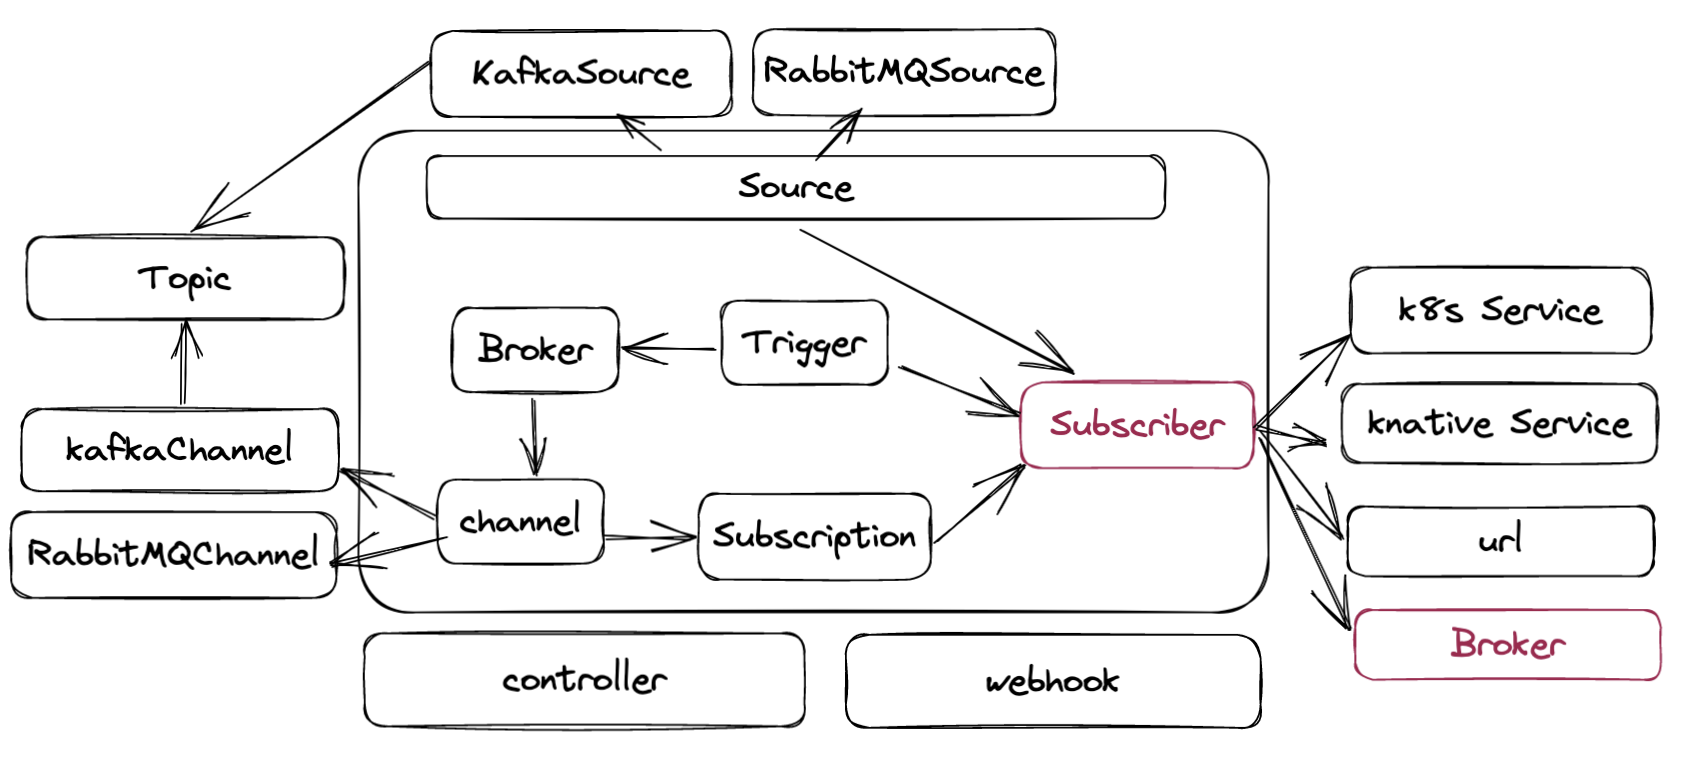 KafkaSource
RabbitMQSource
Source
Topic
Broker
Trigger
k8s Service
Subscriber
knative Service
kafkaChannel
channel
Subscription
RabbitMQChannel
url
Broker
controller
webhook